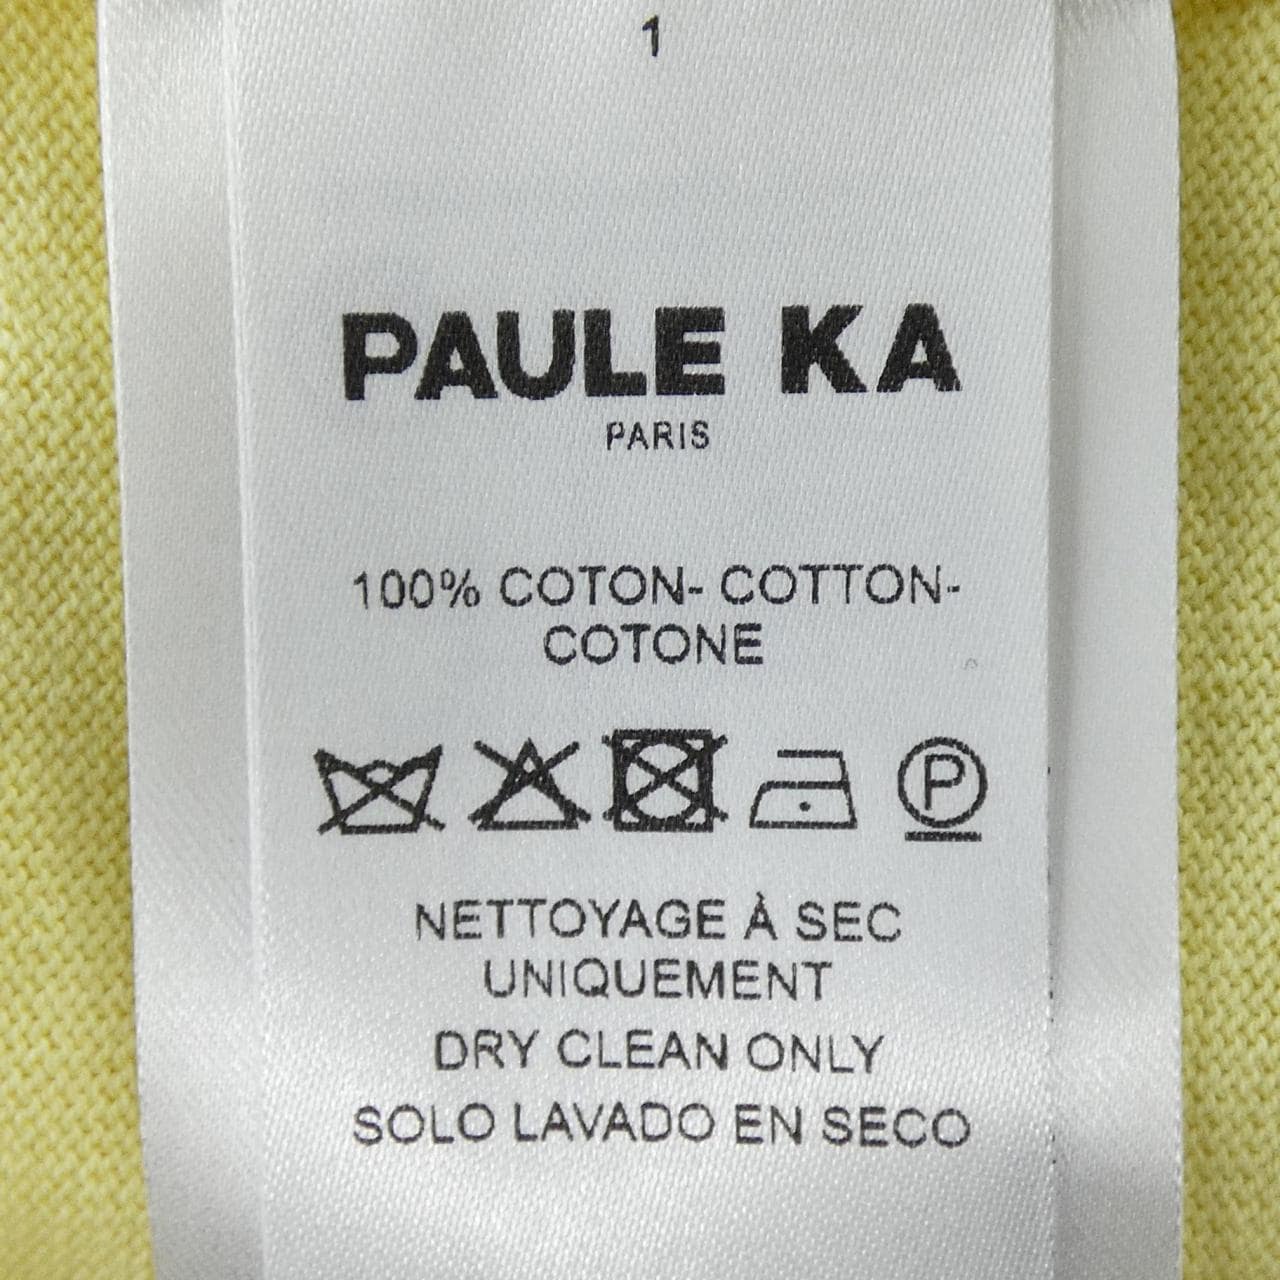 1
PAULE KA
PARIS
100% COTON- COTTON-
COTONE
P
NETTOYAGE À SEC
UNIQUEMENT
DRY CLEAN ONLY
SOLO LAVADO EN SECO